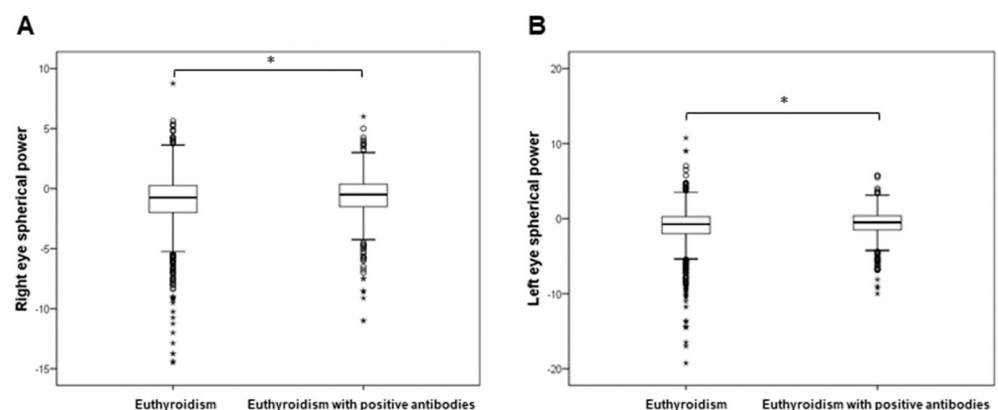 A
B
Right eye spherical power
10
5
0
-5
-10
-15
*
Euthyroidism
Euthyroidism with positive antibodies
Left eye spherical power
20
10
0
-10
-20
*
Euthyroidism
Euthyroidism with positive antibodies